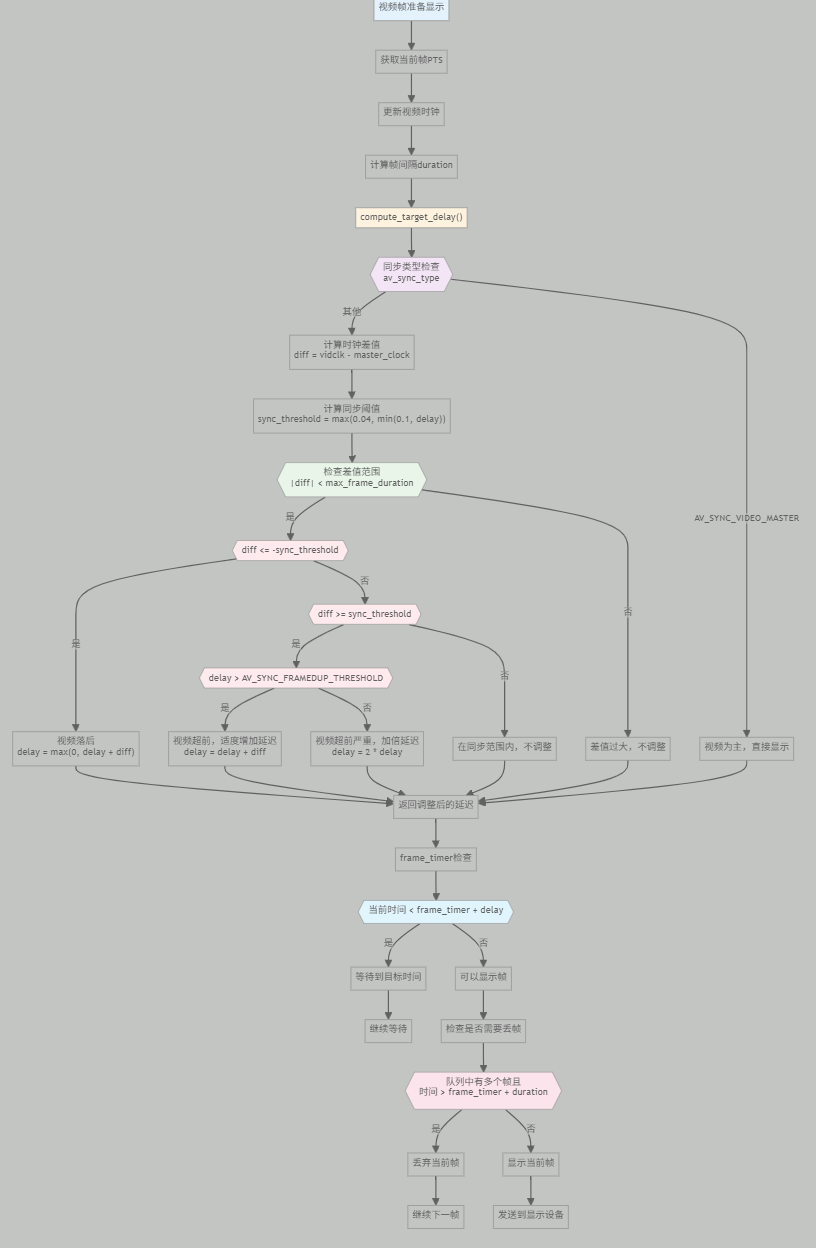 视频帧准备显示
获取当前帧PTS
更新视频时钟
计算帧间隔duration
compute_target_delay()
同步类型检查
av_sync_type
其他
计算时钟差值
diff = vidclk - master_clock
计算同步阈值
sync_threshold = max(0.04, min(0.1, delay))
检查差值范围
|diff| < max_frame_duration
AV_SYNC_VIDEO_MASTER
是
diff <= -sync_threshold
否
否
diff >= sync_threshold
是
是
否
delay > AV_SYNC_FRAMEDUP_THRESHOLD
是
否
视频落后
delay = max(0, delay + diff)
视频超前，适度增加延迟
delay = delay + diff
视频超前严重，加倍延迟
delay = 2 * delay
在同步范围内，不调整
差值过大，不调整
视频为主，直接显示
返回调整后的延迟
frame_timer检查
当前时间 < frame_timer + delay
是
否
等待到目标时间
可以显示帧
继续等待
检查是否需要丢帧
队列中有多个帧且
时间 > frame_timer + duration
是
否
丢弃当前帧
显示当前帧
继续下一帧
发送到显示设备